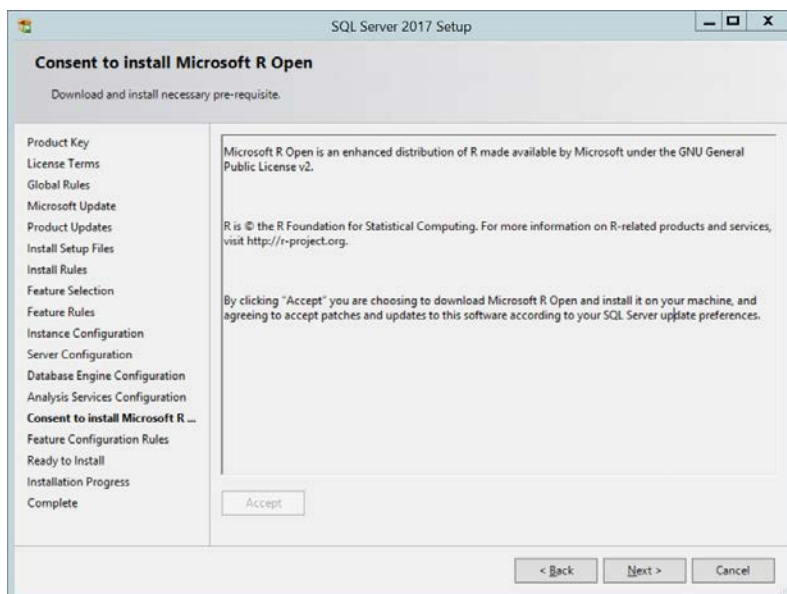 SQL Server 2017 Setup
Consent to install Microsoft R Open
Download and install necessary pre-requisite.
Product Key
License Terms
Global Rules
Microsoft Update
Product Updates
Install Setup Files
Install Rules
Feature Selection
Feature Rules
Instance Configuration
Server Configuration
Database Engine Configuration
Analysis Services Configuration
Consent to install Microsoft R ...
Feature Configuration Rules
Ready to Install
Installation Progress
Complete
Microsoft R Open is an enhanced distribution of R made available by Microsoft under the GNU General
Public License v2.
R is © the R Foundation for Statistical Computing. For more information on R-related products and services,
visit http://r-project.org.
By clicking "Accept" you are choosing to download Microsoft R Open and install it on your machine, and
agreeing to accept patches and updates to this software according to your SQL Server update preferences.
Accept
< Back
Next >
Cancel